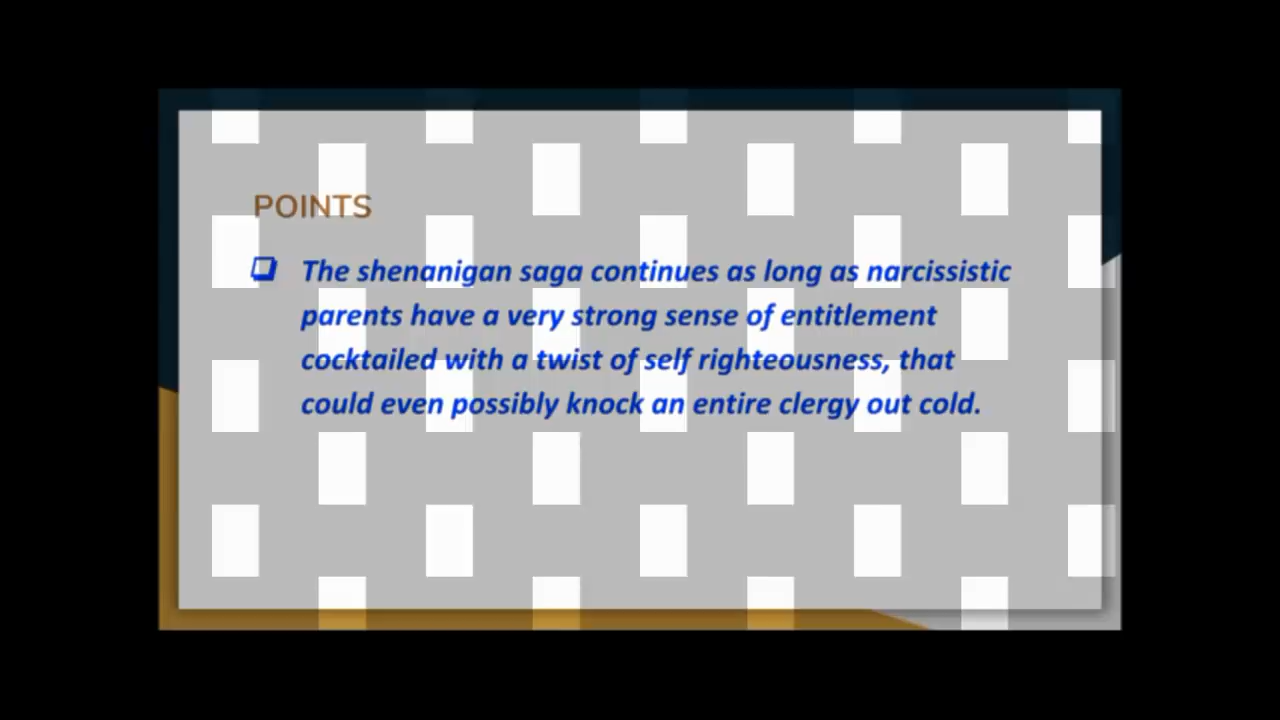 POINTS
❑ The shenanigan saga continues as long as narcissistic
parents have a very strong sense of entitlement
cocktailed with a twist of self righteousness, that
could even possibly knock an entire clergy out cold.